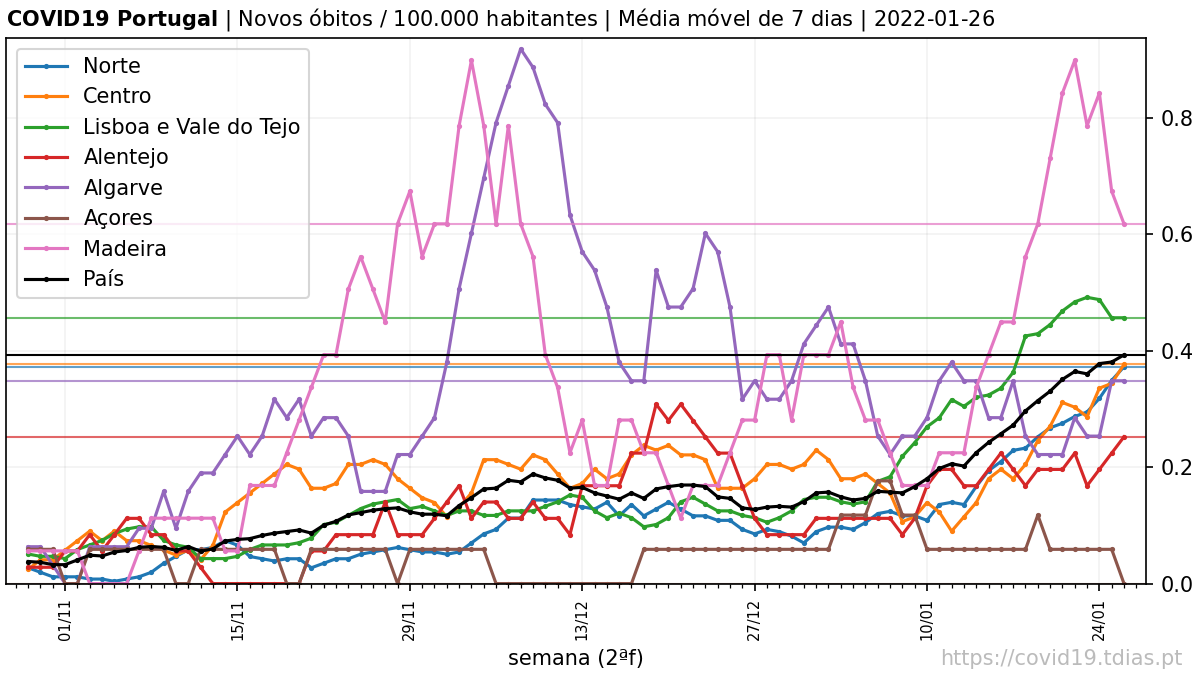 COVID19 Portugal | Novos óbitos / 100.000 habitantes | Média móvel de 7 dias | 2022-01-26
Norte
Centro
Lisboa e Vale do Tejo
Alentejo
Algarve
Açores
Madeira
País
0.8
0.6
0.4
0.2
0.0
01/11
15/11
29/11
13/12
27/12
10/01
24/01
semana (2ªf)
https://covid19.tdias.pt